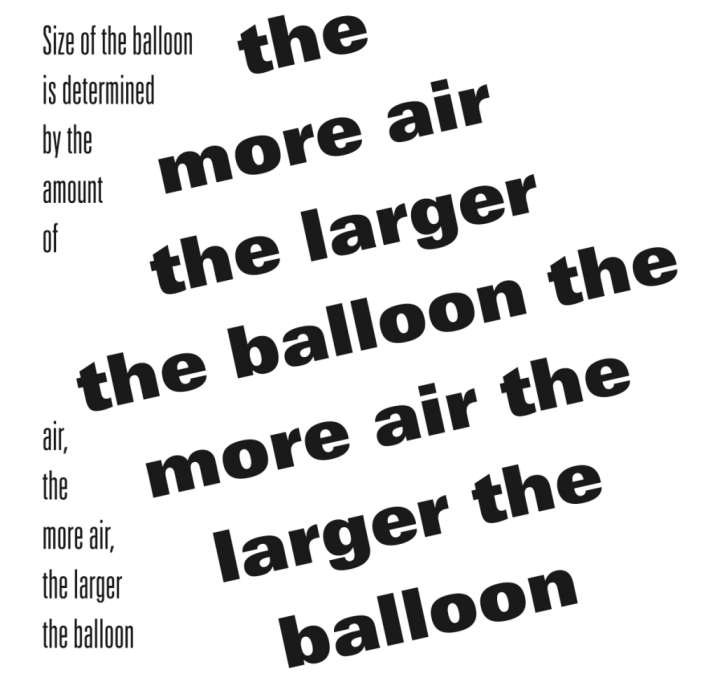 Size of the balloon
is determined
by the
amount
of
air,
the
more air,
the larger
the balloon
the
more air
the larger
the balloon the
more air the
larger the
balloon